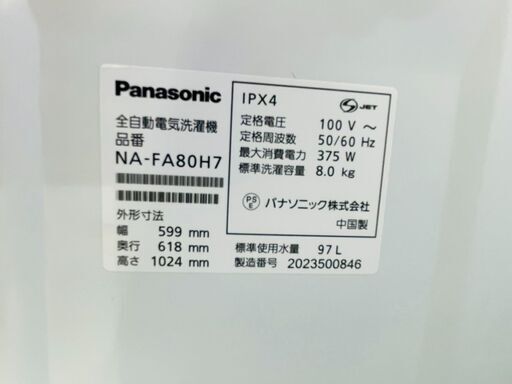 Panasonic
全自動電気洗濯機
品番
NA-FA80H7
外形寸法
幅 599 mm
奥行 618 mm
高さ 1024 mm
IPX4
S JET
定格電圧 100 V ～
定格周波数 50/60 Hz
最大消費電力 375 W
標準洗濯容量 8.0 kg
PS E パナソニック株式会社
中国製
標準使用水量 97 L
製造番号 2023500846